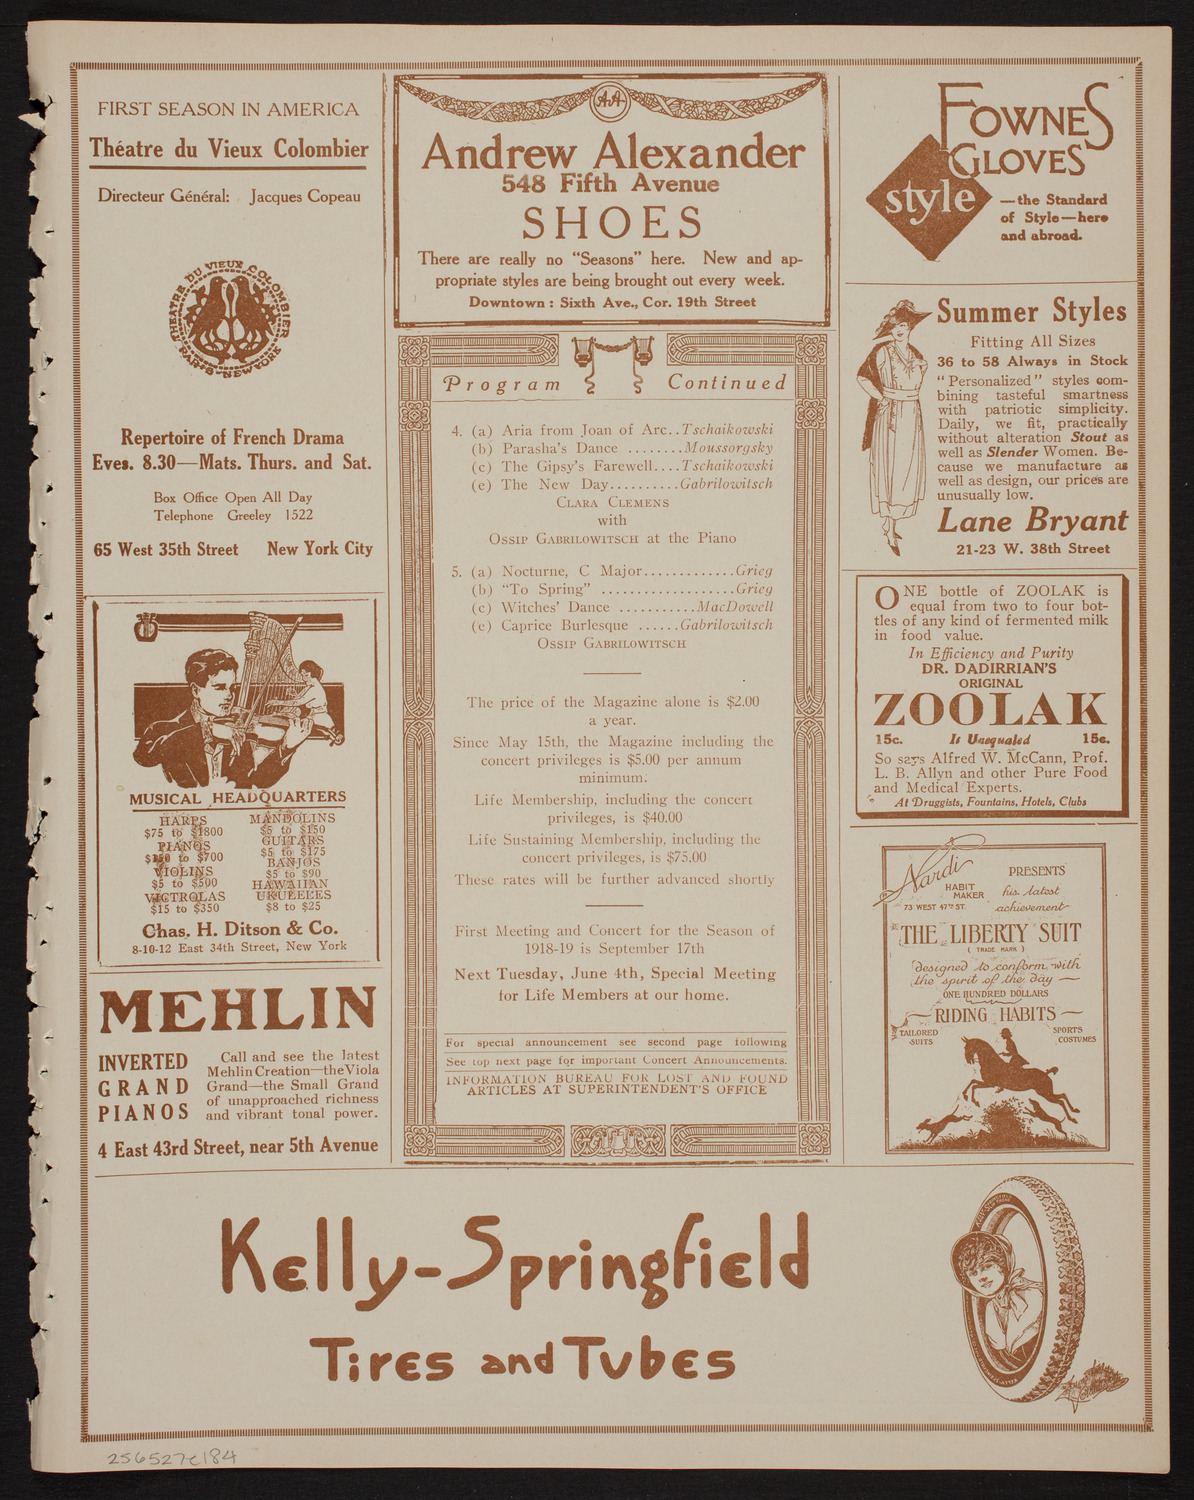 FIRST SEASON IN AMERICA
Théatre du Vieux Colombier
Directeur Général: Jacques Copeau
THEATRE DU VIEUX COLOMBIER
PARIS-NEW YORK
Repertoire of French Drama
Eves. 8.30—Mats. Thurs. and Sat.
Box Office Open All Day
Telephone Greeley 1522
65 West 35th Street New York City
MUSICAL HEADQUARTERS
HARPS
$75 to $1800
PIANOS
to $700
VIOLINS
$5 to $500
VICTROLAS
$15 to $350
MANDOLINS
$5 to $150
GUITARS
$5 to $175
BANJOS
$5 to $90
HAWAIIAN
UKULELES
$8 to $25
Chas. H. Ditson & Co.
8-10-12 East 34th Street, New York
MEHLIN
INVERTED
GRAND
PIANOS
Call and see the latest
Mehlin Creation—the Viola
Grand—the Small Grand
of unapproached richness
and vibrant tonal power.
4 East 43rd Street, near 5th Avenue
AA
Andrew Alexander
548 Fifth Avenue
SHOES
There are really no "Seasons" here. New and ap-
propriate styles are being brought out every week.
Downtown: Sixth Ave., Cor. 19th Street
Program Continued
4. (a) Aria from Joan of Arc..Tschaikowski
(b) Parasha's Dance ........Moussorgsky
(c) The Gipsy's Farewell....Tschaikowski
(e) The New Day..........Gabrilowitsch
CLARA CLEMENS
with
OSSIP GABRILOWITSCH at the Piano
5. (a) Nocturne, C Major.............Grieg
(b) "To Spring" ...................Grieg
(c) Witches' Dance ...........MacDowell
(e) Caprice Burlesque ......Gabrilowitsch
OSSIP GABRILOWITSCH
The price of the Magazine alone is $2.00
a year.
Since May 15th, the Magazine including the
concert privileges is $5.00 per annum
minimum.
Life Membership, including the concert
privileges, is $40.00
Life Sustaining Membership, including the
concert privileges, is $75.00
These rates will be further advanced shortly
First Meeting and Concert for the Season of
1918-19 is September 17th
Next Tuesday, June 4th, Special Meeting
for Life Members at our home.
For special announcement see second page following
See top next page for important Concert Announcements.
INFORMATION BUREAU FOR LOST AND FOUND
ARTICLES AT SUPERINTENDENT'S OFFICE
FOWNES
GLOVES
style
—the Standard
of Style—here
and abroad.
Summer Styles
Fitting All Sizes
36 to 58 Always in Stock
"Personalized" styles com-
bining tasteful smartness
with patriotic simplicity.
Daily, we fit, practically
without alteration Stout as
well as Slender Women. Be-
cause we manufacture as
well as design, our prices are
unusually low.
Lane Bryant
21-23 W. 38th Street
ONE bottle of ZOOLAK is
equal from two to four bot-
tles of any kind of fermented milk
in food value.
In Efficiency and Purity
DR. DADIRRIAN'S
ORIGINAL
ZOOLAK
15c. Is Unequaled 15c.
So says Alfred W. McCann, Prof.
L. B. Allyn and other Pure Food
and Medical Experts.
At Druggists, Fountains, Hotels, Clubs
Nardi
HABIT
MAKER
73 WEST 47TH ST.
PRESENTS
his latest
achievement
THE LIBERTY SUIT
( TRADE MARK )
designed to conform with
the spirit of the day —
ONE HUNDRED DOLLARS
— RIDING HABITS —
TAILORED
SUITS
SPORTS
COSTUMES
Kelly-Springfield
Tires and Tubes
256527c184